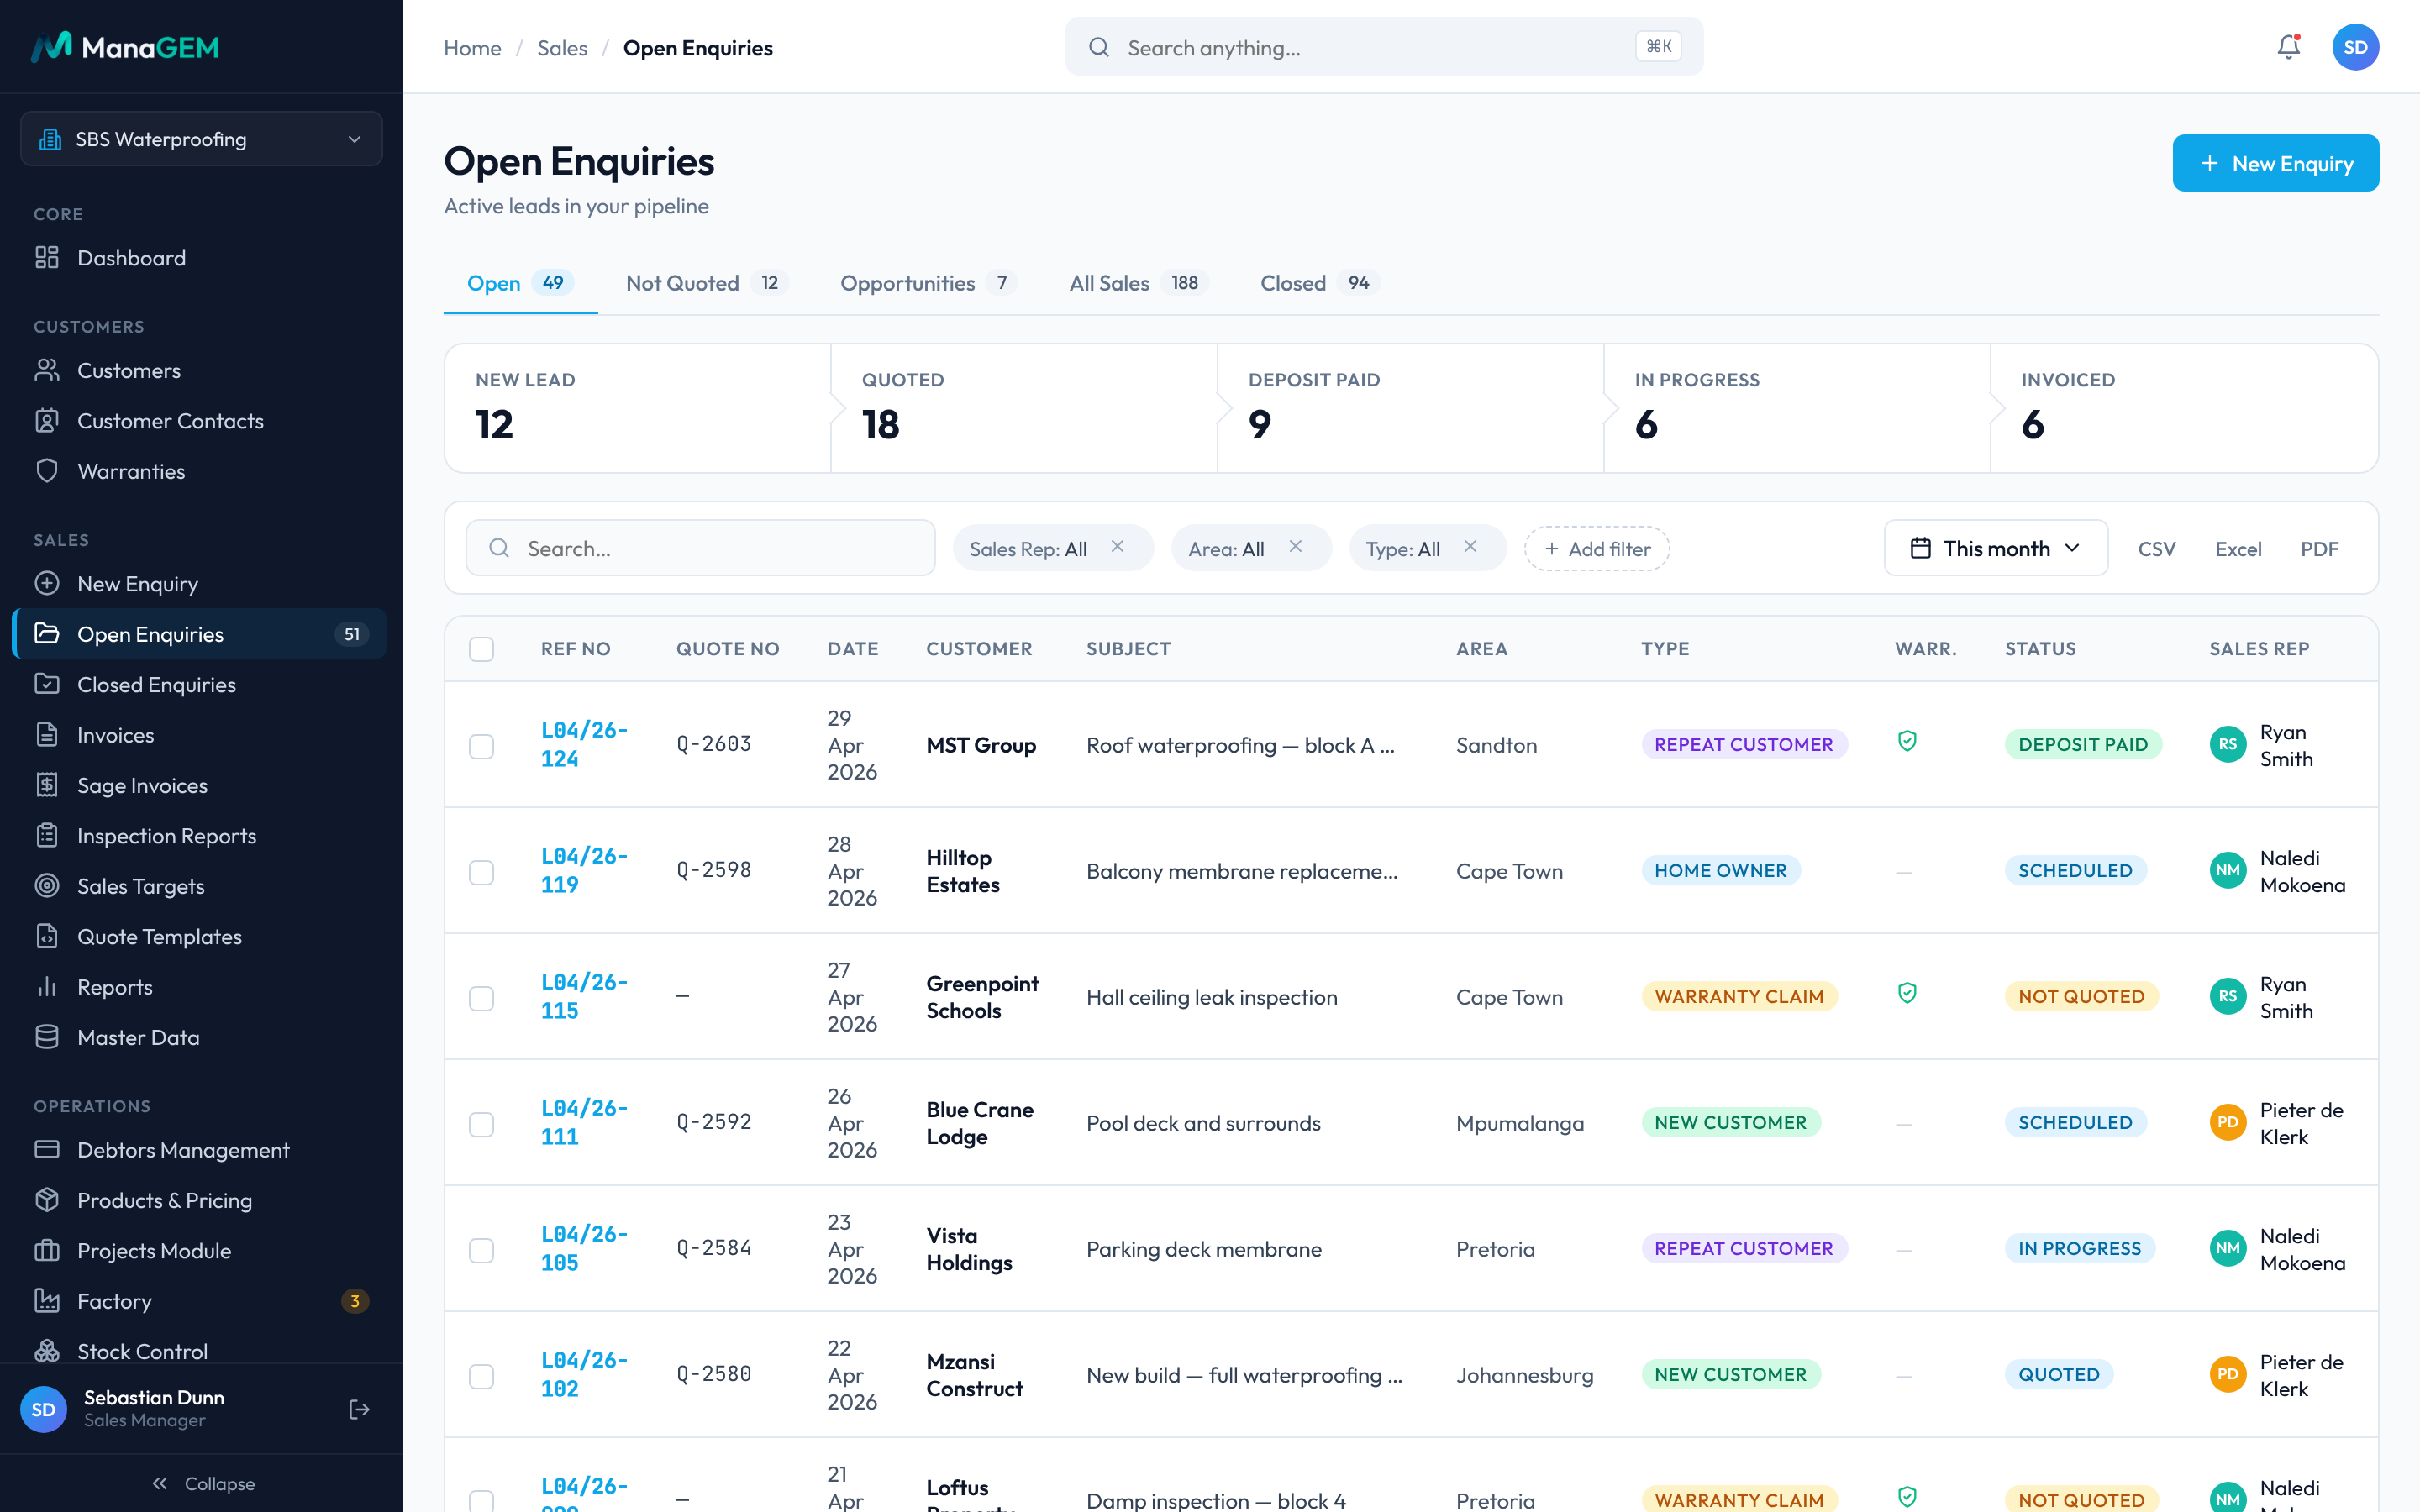 ManaGEM
SBS Waterproofing
CORE
Dashboard
CUSTOMERS
Customers
Customer Contacts
Warranties
SALES
New Enquiry
Open Enquiries 51
Closed Enquiries
Invoices
Sage Invoices
Inspection Reports
Sales Targets
Quote Templates
Reports
Master Data
OPERATIONS
Debtors Management
Products & Pricing
Projects Module
Factory 3
Stock Control
SD
Sebastian Dunn
Sales Manager
Collapse
Home / Sales / Open Enquiries
Search anything... ⌘K
SD
Open Enquiries
Active leads in your pipeline
+ New Enquiry
Open 49 Not Quoted 12 Opportunities 7 All Sales 188 Closed 94
NEW LEAD
12
QUOTED
18
DEPOSIT PAID
9
IN PROGRESS
6
INVOICED
6
Search... Sales Rep: All × Area: All × Type: All × + Add filter This month CSV Excel PDF
REF NO QUOTE NO DATE CUSTOMER SUBJECT AREA TYPE WARR. STATUS SALES REP
L04/26-
124
Q-2603
29
Apr
2026
MST Group
Roof waterproofing — block A ...
Sandton
REPEAT CUSTOMER
DEPOSIT PAID
RS
Ryan
Smith
L04/26-
119
Q-2598
28
Apr
2026
Hilltop
Estates
Balcony membrane replaceme...
Cape Town
HOME OWNER
—
SCHEDULED
NM
Naledi
Mokoena
L04/26-
115
—
27
Apr
2026
Greenpoint
Schools
Hall ceiling leak inspection
Cape Town
WARRANTY CLAIM
NOT QUOTED
RS
Ryan
Smith
L04/26-
111
Q-2592
26
Apr
2026
Blue Crane
Lodge
Pool deck and surrounds
Mpumalanga
NEW CUSTOMER
—
SCHEDULED
PD
Pieter de
Klerk
L04/26-
105
Q-2584
23
Apr
2026
Vista
Holdings
Parking deck membrane
Pretoria
REPEAT CUSTOMER
—
IN PROGRESS
NM
Naledi
Mokoena
L04/26-
102
Q-2580
22
Apr
2026
Mzansi
Construct
New build — full waterproofing ...
Johannesburg
NEW CUSTOMER
—
QUOTED
PD
Pieter de
Klerk
L04/26-
—
21
Apr
Loftus
Damp inspection — block 4
Pretoria
WARRANTY CLAIM
NOT QUOTED
NM
Naledi